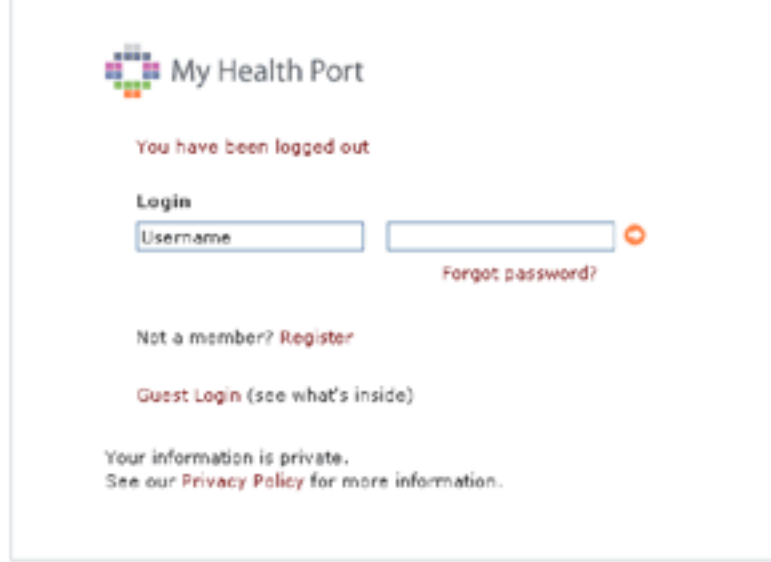 My Health Port
You have been logged out
Login
Username
Forgot password?
Not a member? Register
Guest Login (see what's inside)
Your information is private.
See our Privacy Policy for more information.